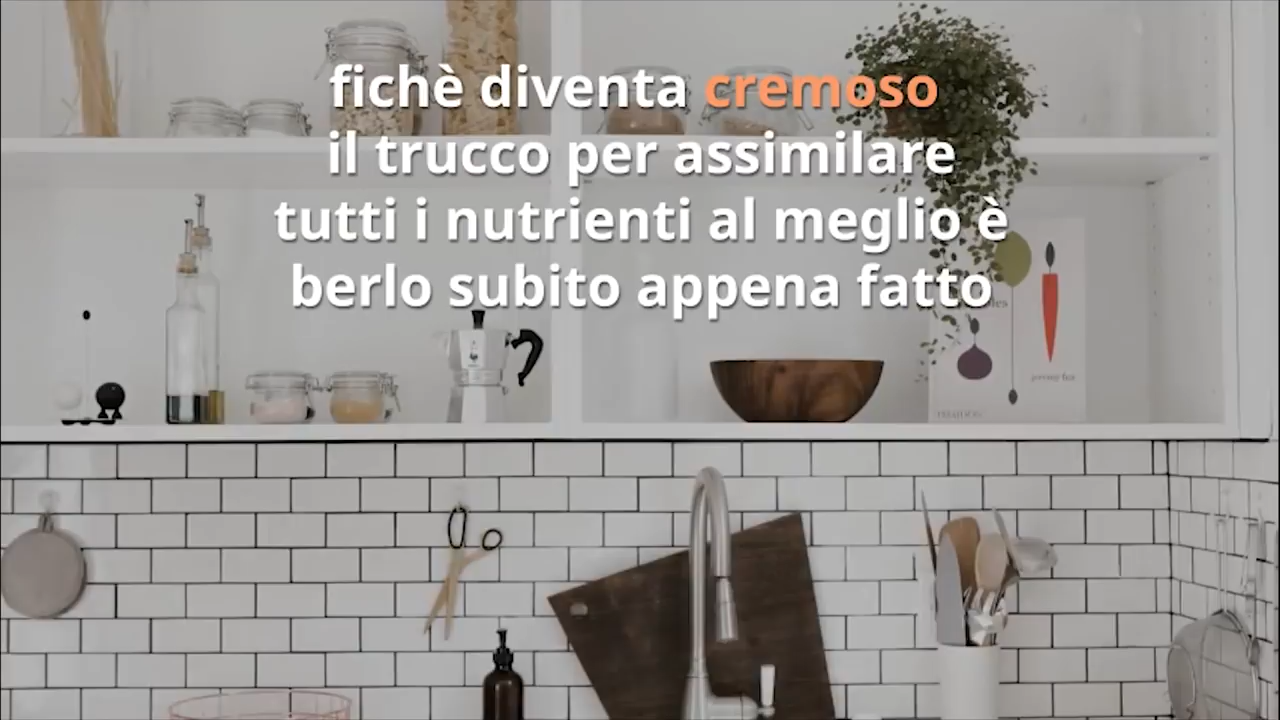 fichè diventa cremoso
il trucco per assimilare
tutti i nutrienti al meglio è
berlo subito appena fatto